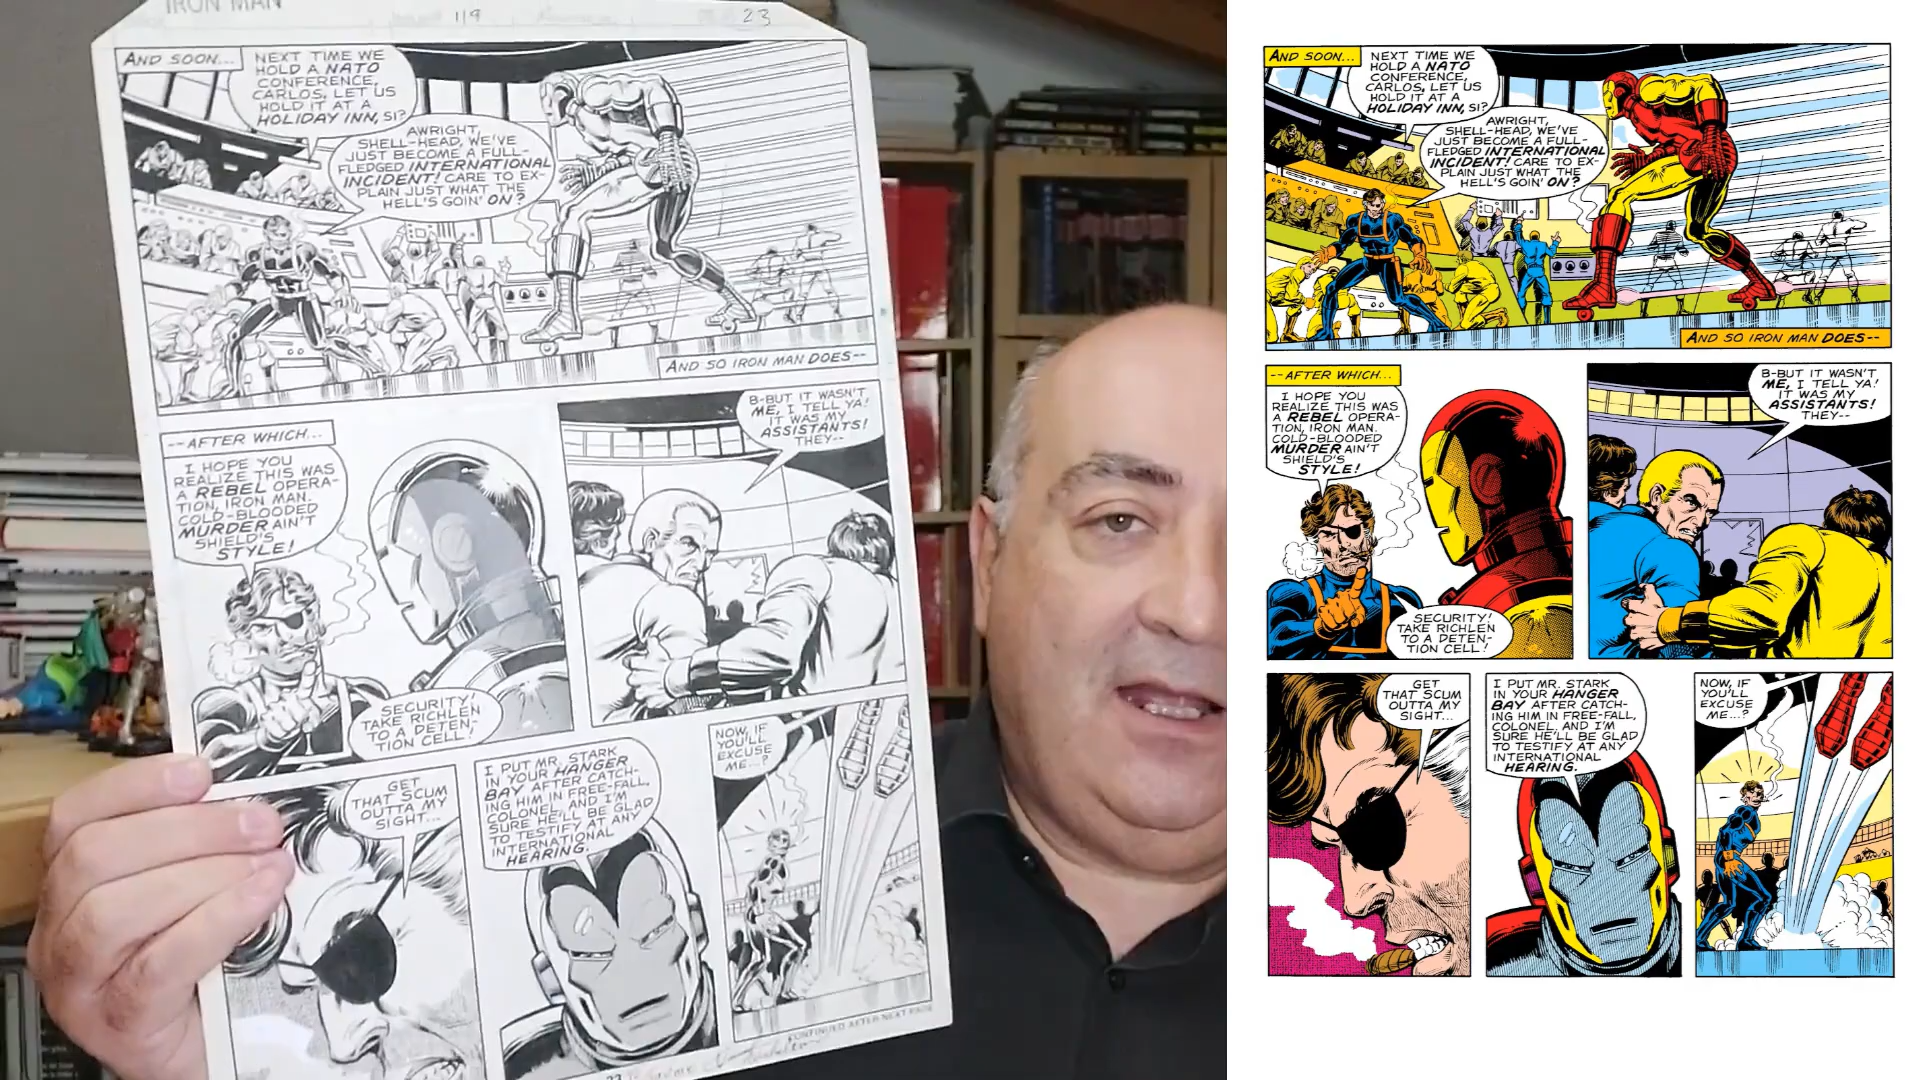 IRON MAN
119
23
AND SOON...
NEXT TIME WE
HOLD A NATO
CONFERENCE,
CARLOS, LET US
HOLD IT AT A
HOLIDAY INN, SI?
AWRIGHT,
SHELL-HEAD, WE'VE
JUST BECOME A FULL-
FLEDGED INTERNATIONAL
INCIDENT! CARE TO EX-
PLAIN JUST WHAT THE
HELL'S GOIN' ON?
AND SO IRON MAN DOES--
--AFTER WHICH...
I HOPE YOU
REALIZE THIS WAS
A REBEL OPERA-
TION, IRON MAN.
COLD-BLOODED
MURDER AIN'T
SHIELD'S
STYLE!
SECURITY!
TAKE RICHLEN
TO A DETEN-
TION CELL!
B-BUT IT WASN'T
ME, I TELL YA!
IT WAS MY
ASSISTANTS!
THEY--
GET
THAT SCUM
OUTTA MY
SIGHT...
I PUT MR. STARK
IN YOUR HANGER
BAY AFTER CATCH-
ING HIM IN FREE-FALL,
COLONEL, AND I'M
SURE HE'LL BE GLAD
TO TESTIFY AT ANY
INTERNATIONAL
HEARING.
NOW, IF
YOU'LL
EXCUSE
ME...?
CONTINUED AFTER NEXT PAGE
AND SOON...
NEXT TIME WE
HOLD A NATO
CONFERENCE,
CARLOS, LET US
HOLD IT AT A
HOLIDAY INN, SI?
AWRIGHT,
SHELL-HEAD, WE'VE
JUST BECOME A FULL-
FLEDGED INTERNATIONAL
INCIDENT! CARE TO EX-
PLAIN JUST WHAT THE
HELL'S GOIN' ON?
AND SO IRON MAN DOES--
--AFTER WHICH...
I HOPE YOU
REALIZE THIS WAS
A REBEL OPERA-
TION, IRON MAN.
COLD-BLOODED
MURDER AIN'T
SHIELD'S
STYLE!
SECURITY!
TAKE RICHLEN
TO A DETEN-
TION CELL!
B-BUT IT WASN'T
ME, I TELL YA!
IT WAS MY
ASSISTANTS!
THEY--
GET
THAT SCUM
OUTTA MY
SIGHT...
I PUT MR. STARK
IN YOUR HANGER
BAY AFTER CATCH-
ING HIM IN FREE-FALL,
COLONEL, AND I'M
SURE HE'LL BE GLAD
TO TESTIFY AT ANY
INTERNATIONAL
HEARING.
NOW, IF
YOU'LL
EXCUSE
ME...?